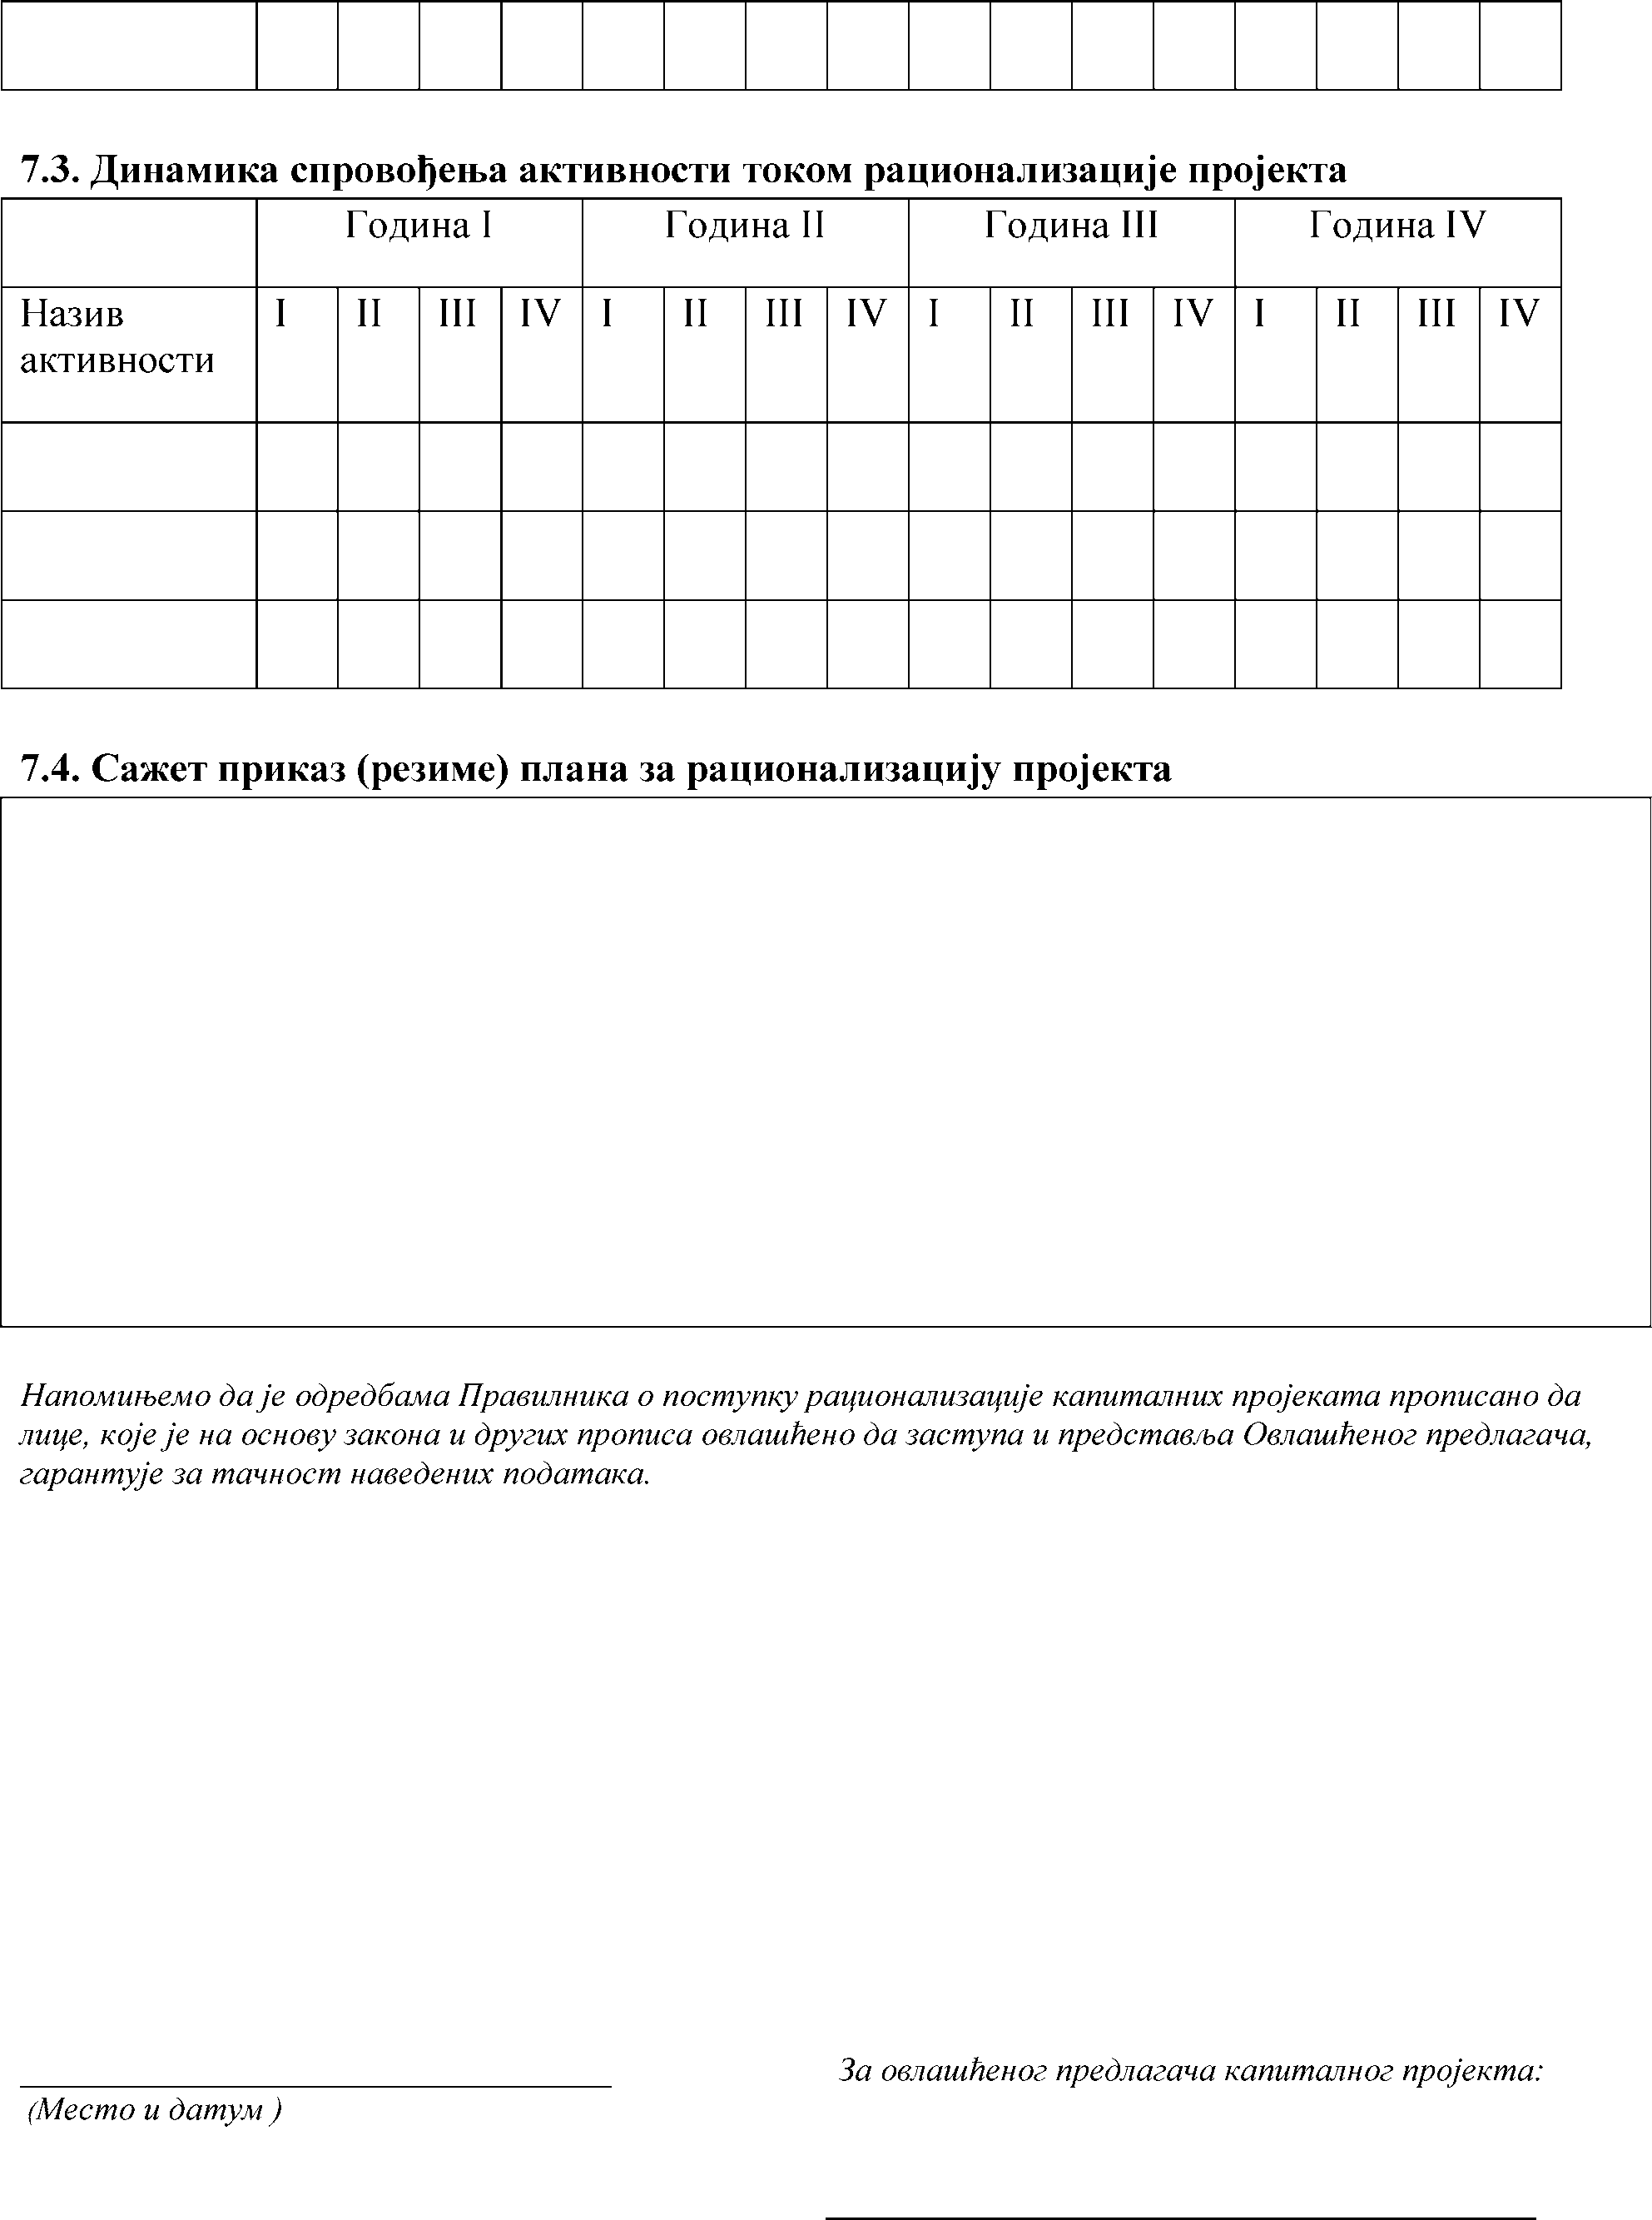 7.3. Динамика спровођења активности током рационализације пројекта
Година I Година II Година III Година IV
Назив I II III IV I II III IV I II III IV I II III IV
активности
7.4. Сажет приказ (резиме) плана за рационализацију пројекта
Напомињемо да је одредбама Правилника о поступку рационализације капиталних пројеката прописано да
лице, које је на основу закона и других прописа овлашћено да заступа и представља Овлашћеног предлагача,
гарантује за тачност наведених података.
За овлашћеног предлагача капиталног пројекта:
(Место и датум )